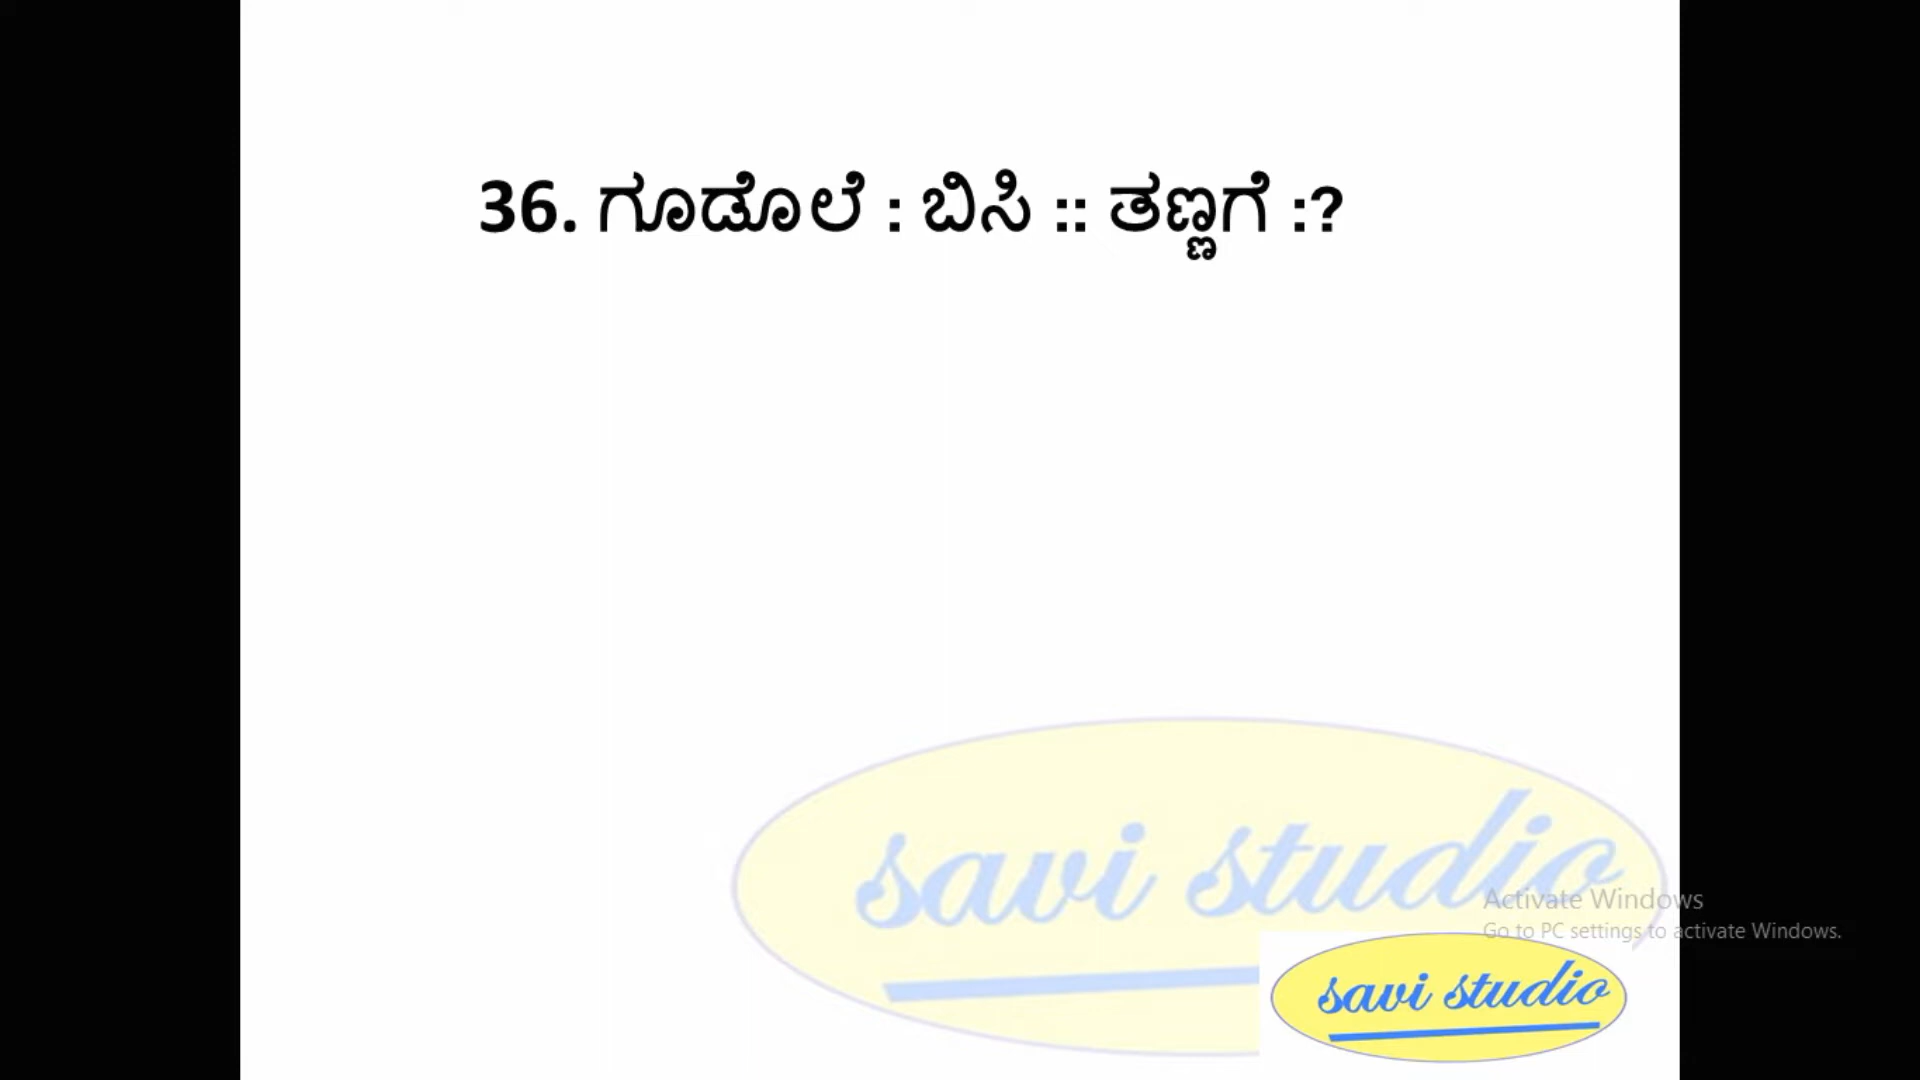 36. ಗೂಡೊಲೆ : ಬಿಸಿ :: ತಣ್ಣಗೆ :?
savi studio
Activate Windows
Go to PC settings to activate Windows.
savi studio